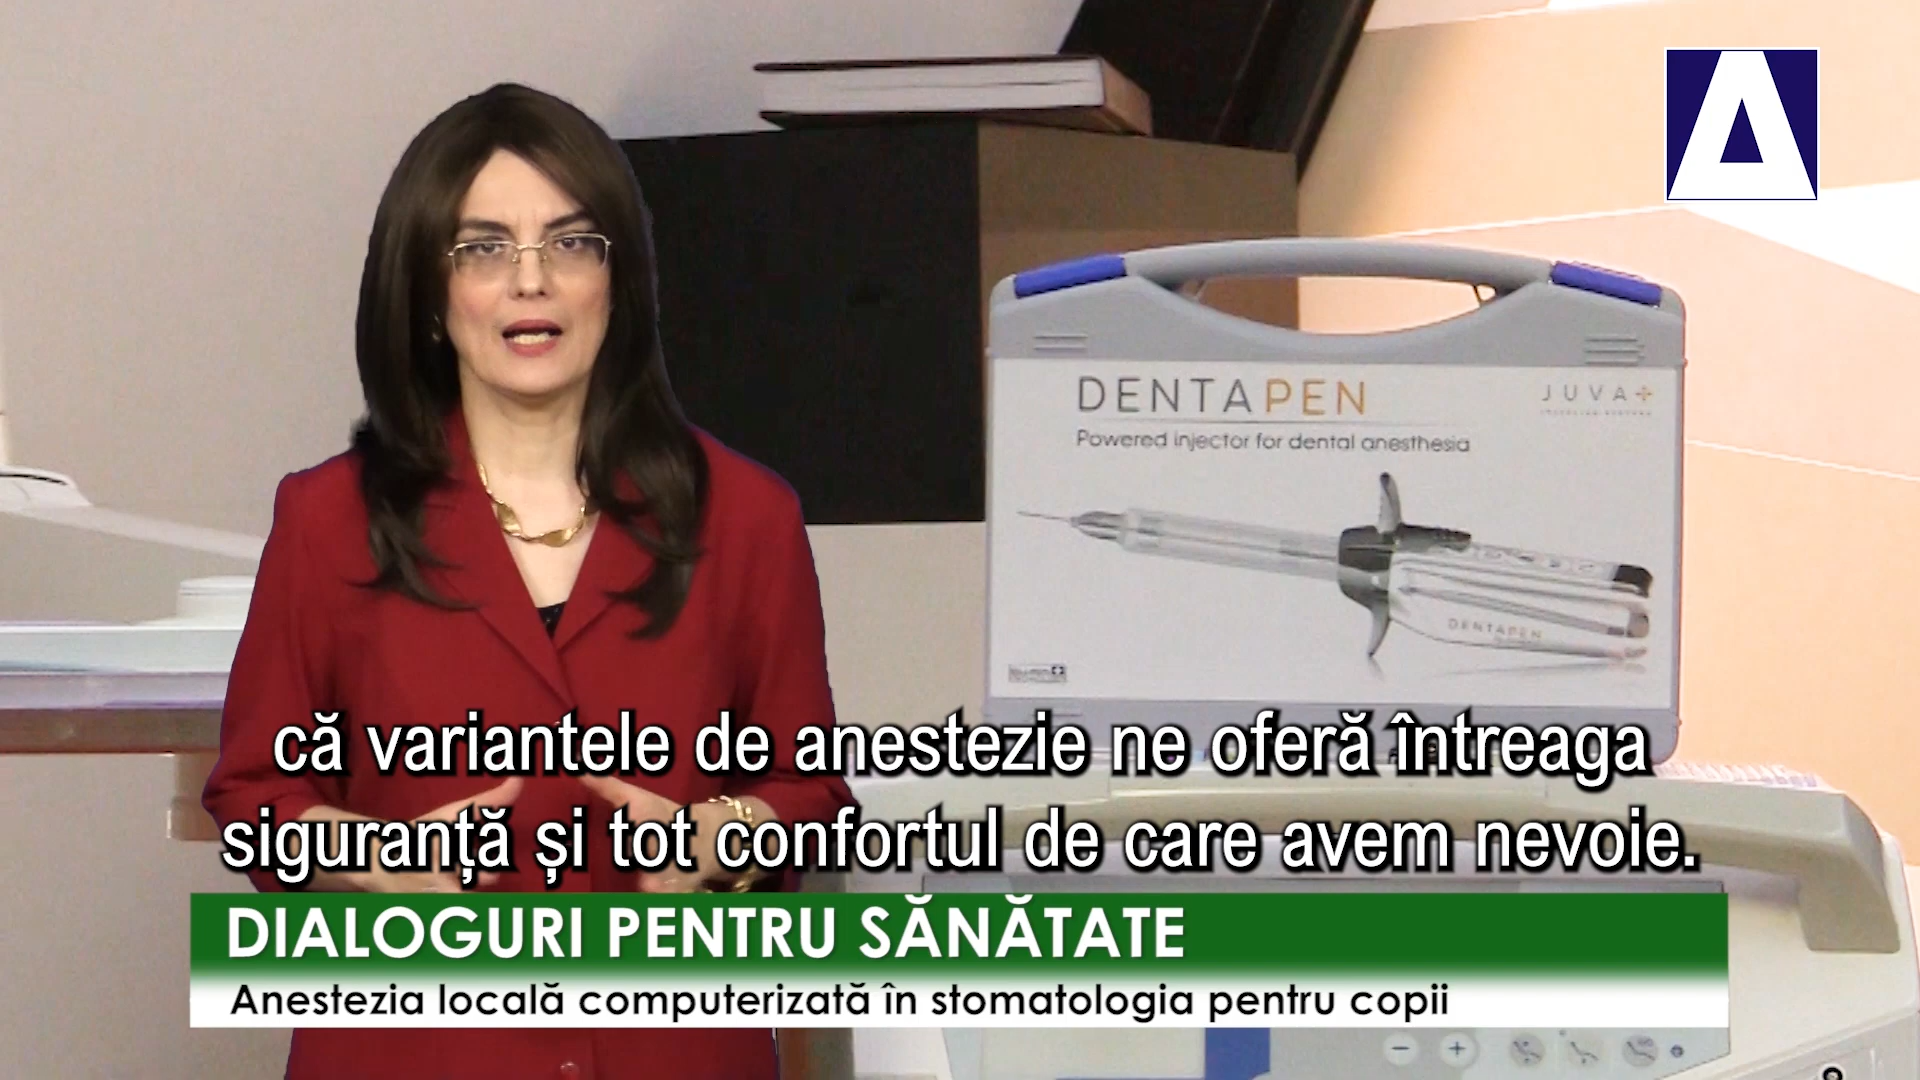 DENTAPEN
JUVA
Powered injector for dental anesthesia
DENTAPEN
că variantele de anestezie ne oferă întreaga
siguranță și tot confortul de care avem nevoie.
DIALOGURI PENTRU SĂNĂTATE
Anestezia locală computerizată în stomatologia pentru copii